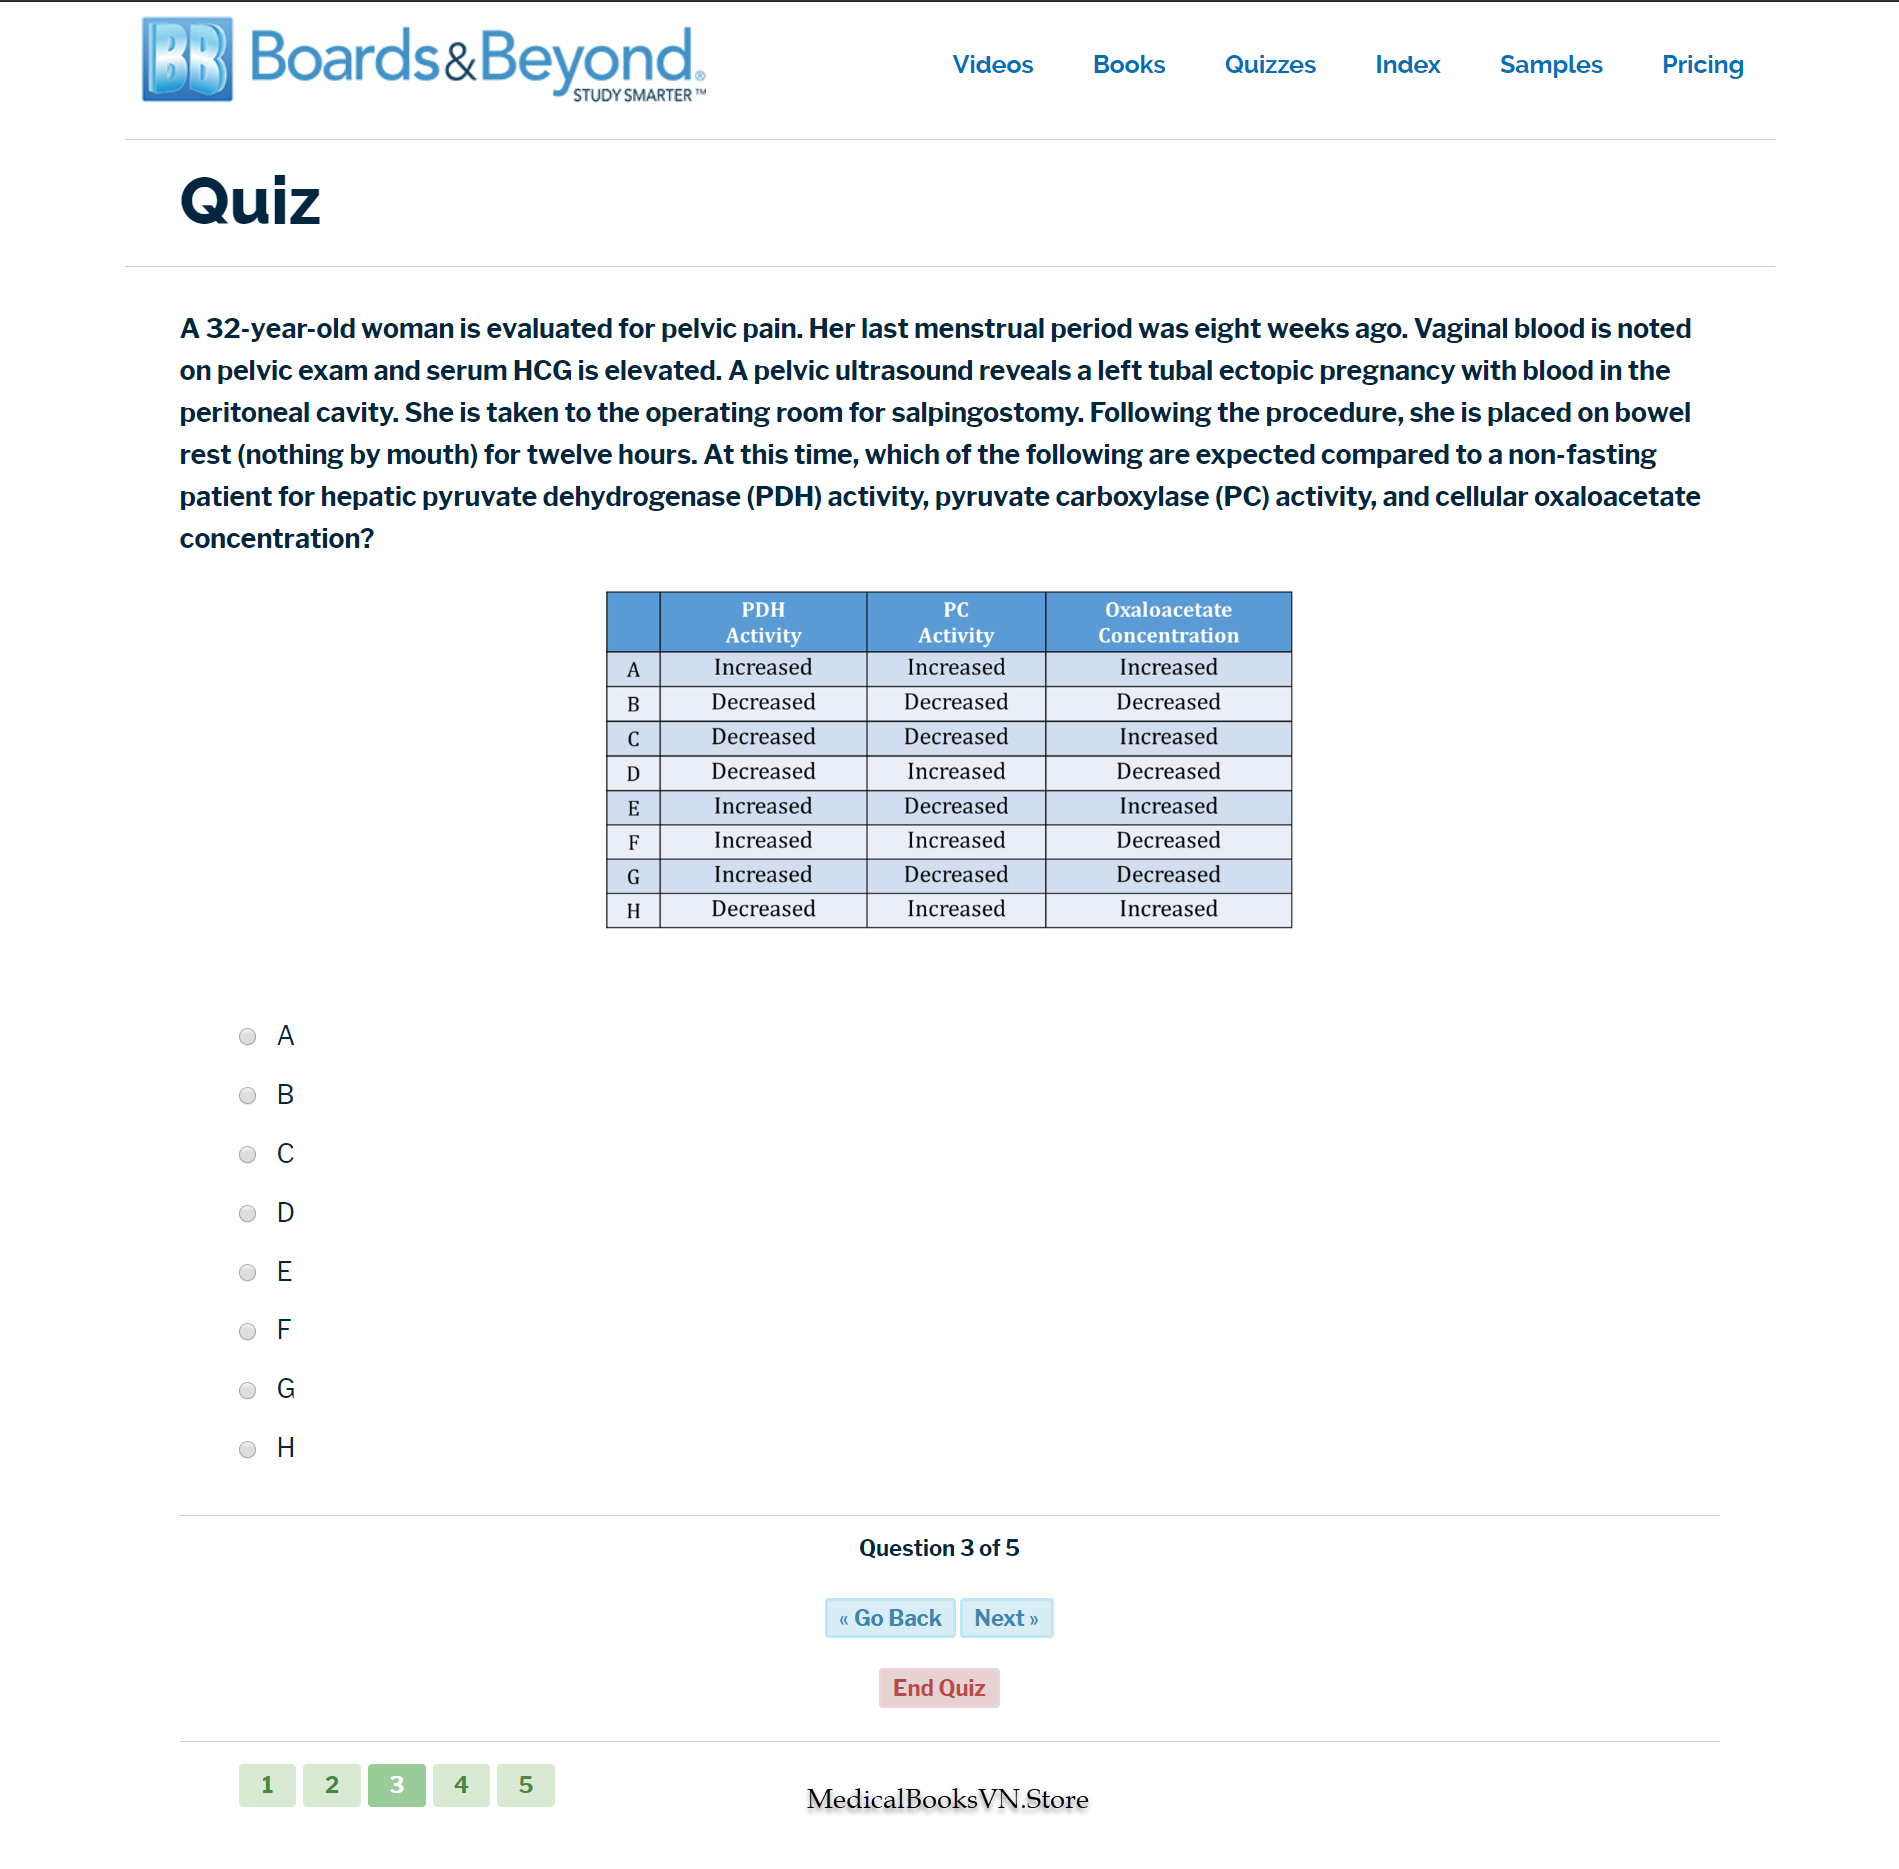 BB Boards&Beyond®
STUDY SMARTER™
Videos Books Quizzes Index Samples Pricing
Quiz
A 32-year-old woman is evaluated for pelvic pain. Her last menstrual period was eight weeks ago. Vaginal blood is noted
on pelvic exam and serum HCG is elevated. A pelvic ultrasound reveals a left tubal ectopic pregnancy with blood in the
peritoneal cavity. She is taken to the operating room for salpingostomy. Following the procedure, she is placed on bowel
rest (nothing by mouth) for twelve hours. At this time, which of the following are expected compared to a non-fasting
patient for hepatic pyruvate dehydrogenase (PDH) activity, pyruvate carboxylase (PC) activity, and cellular oxaloacetate
concentration?
PDH PC Oxaloacetate
Activity Activity Concentration
A Increased Increased Increased
B Decreased Decreased Decreased
C Decreased Decreased Increased
D Decreased Increased Decreased
E Increased Decreased Increased
F Increased Increased Decreased
G Increased Decreased Decreased
H Decreased Increased Increased
A
B
C
D
E
F
G
H
Question 3 of 5
« Go Back Next »
End Quiz
1 2 3 4 5
MedicalBooksVN.Store